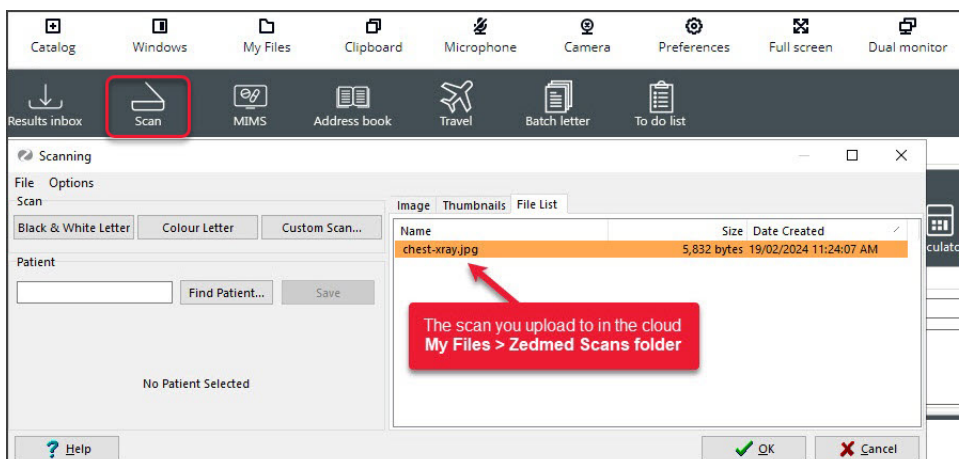 Catalog Windows My Files Clipboard Microphone Camera Preferences Full screen Dual monitor
Results inbox Scan MIMS Address book Travel Batch letter To do list
Scanning
File Options
Scan
Black & White Letter Colour Letter Custom Scan...
Patient
Find Patient... Save
No Patient Selected
Image Thumbnails File List
Name Size Date Created
chest-xray.jpg 5,832 bytes 19/02/2024 11:24:07 AM
The scan you upload to in the cloud
My Files > Zedmed Scans folder
? Help OK Cancel